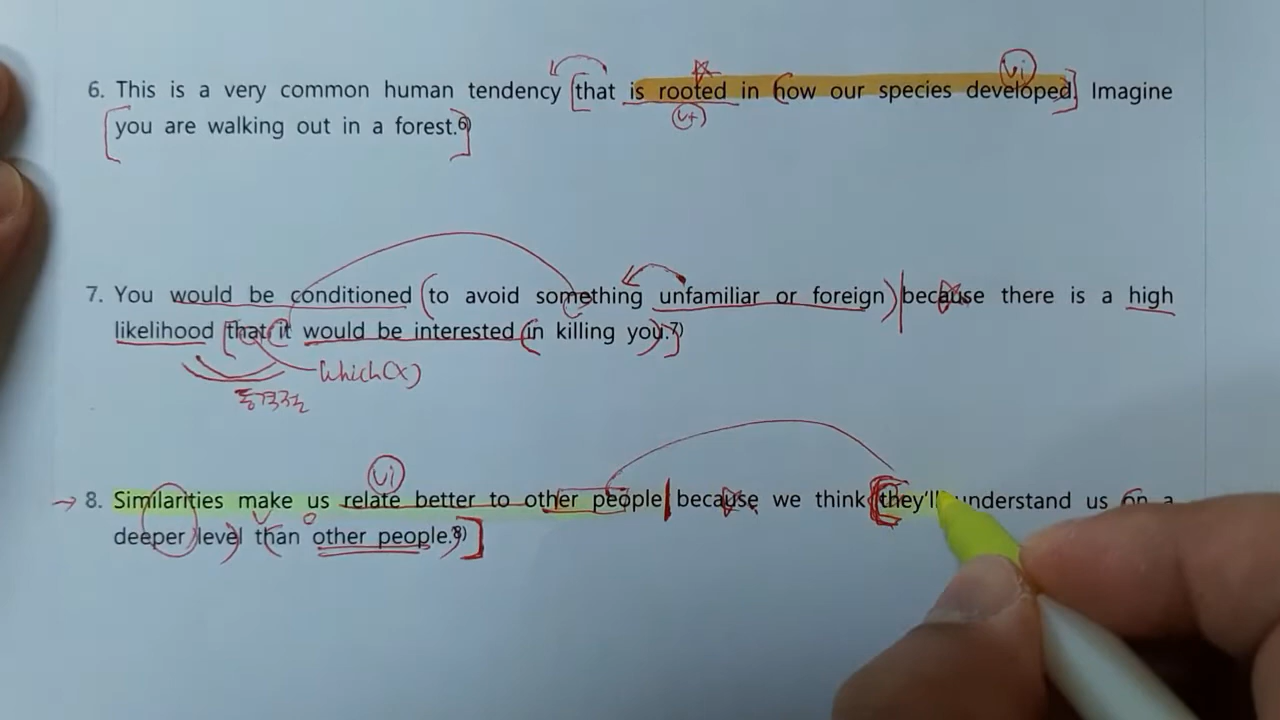 vi
6. This is a very common human tendency that is rooted in how our species developed. Imagine
vt
you are walking out in a forest.6)
7. You would be conditioned to avoid something unfamiliar or foreign because there is a high
likelihood that it would be interested in killing you.7)
which(X)
동격절
vi
8. Similarities make us relate better to other people because we think they'll understand us on a
deeper level than other people.8)